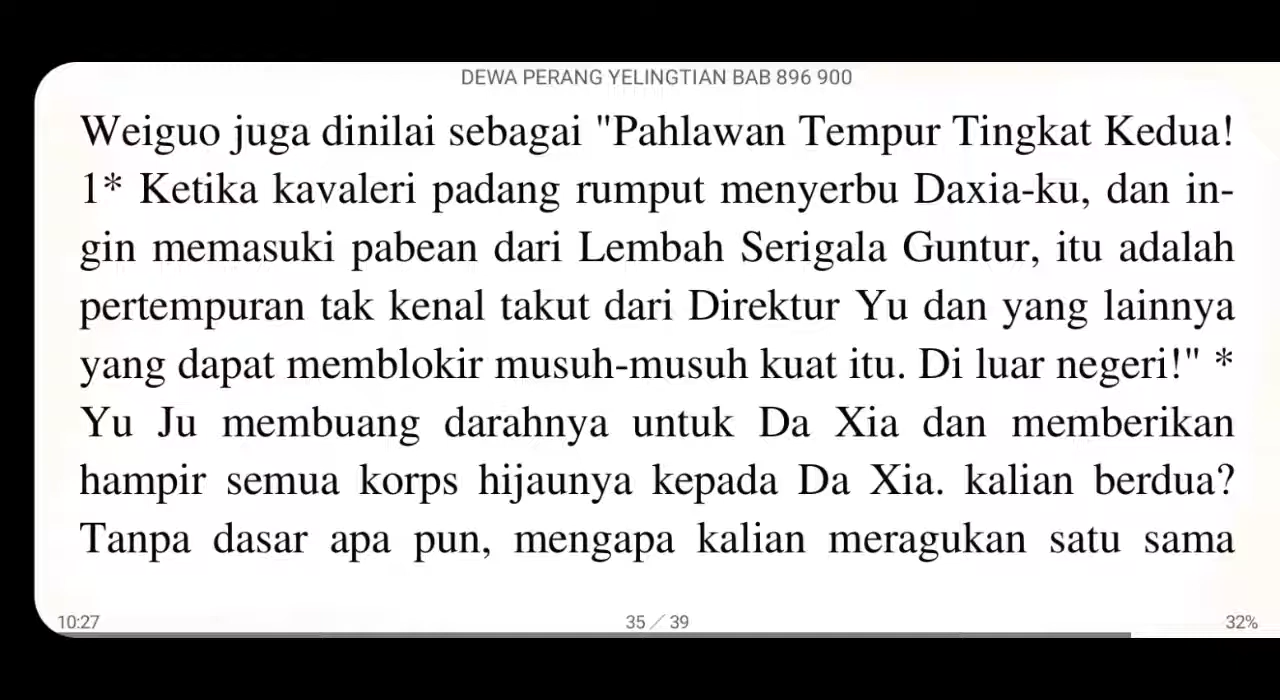 DEWA PERANG YELINGTIAN BAB 896 900
Weiguo juga dinilai sebagai "Pahlawan Tempur Tingkat Kedua!
1* Ketika kavaleri padang rumput menyerbu Daxia-ku, dan in-
gin memasuki pabean dari Lembah Serigala Guntur, itu adalah
pertempuran tak kenal takut dari Direktur Yu dan yang lainnya
yang dapat memblokir musuh-musuh kuat itu. Di luar negeri!" *
Yu Ju membuang darahnya untuk Da Xia dan memberikan
hampir semua korps hijaunya kepada Da Xia. kalian berdua?
Tanpa dasar apa pun, mengapa kalian meragukan satu sama
10:27 35 / 39 32%